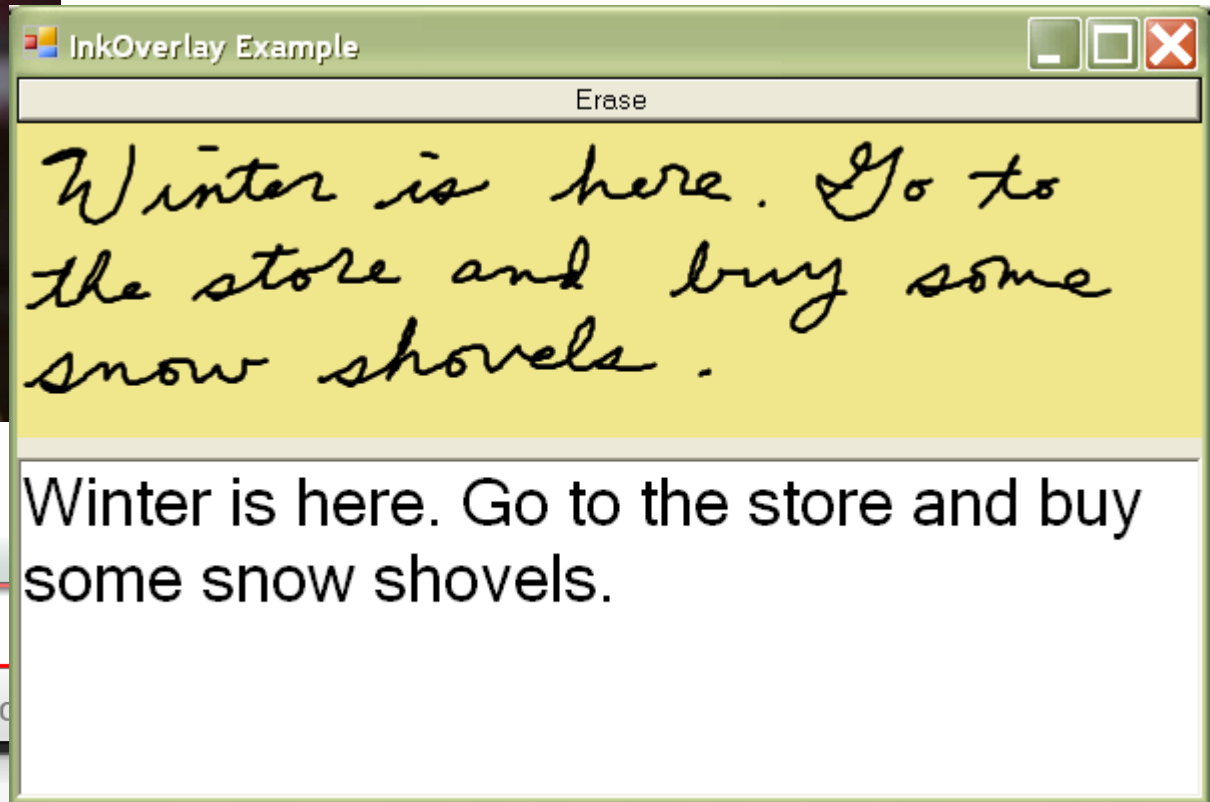 InkOverlay Example
Erase
Winter is here. Go to
the store and buy some
snow shovels.
Winter is here. Go to the store and buy
some snow shovels.